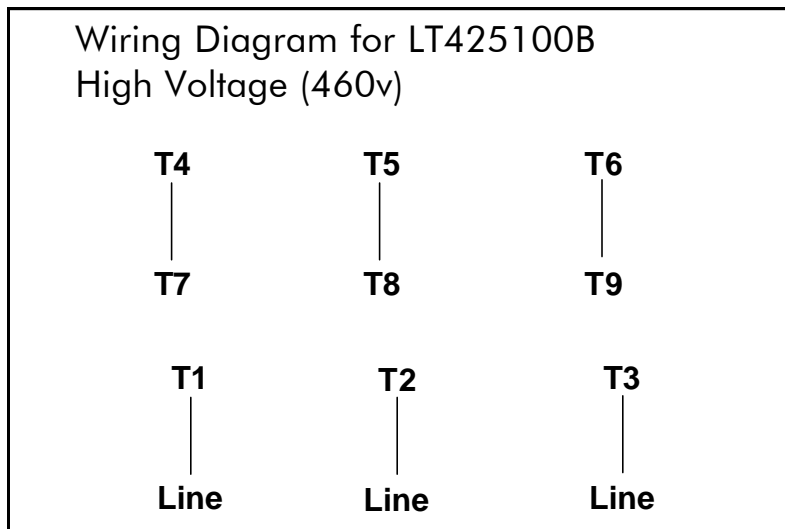 Wiring Diagram for LT425100B
High Voltage (460v)
T4 T5 T6
T7 T8 T9
T1 T2 T3
Line Line Line